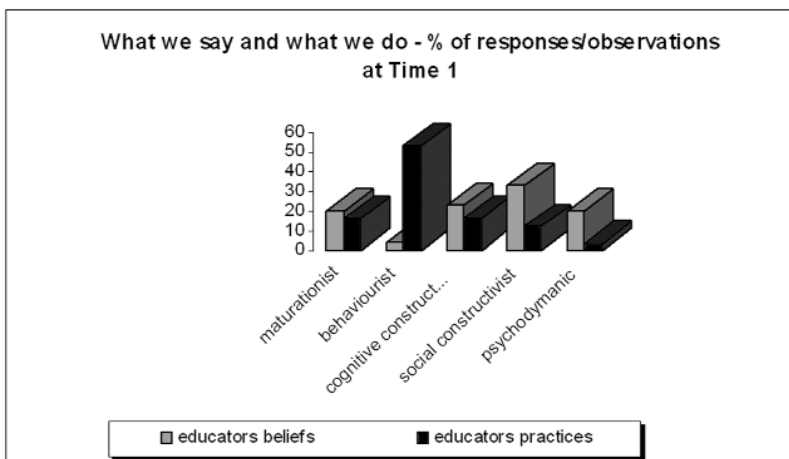 What we say and what we do - % of responses/observations
at Time 1
60
50
40
30
20
10
0
maturationist
behaviourist
cognitive construct...
social constructivist
psychodymanic
educators beliefs
educators practices